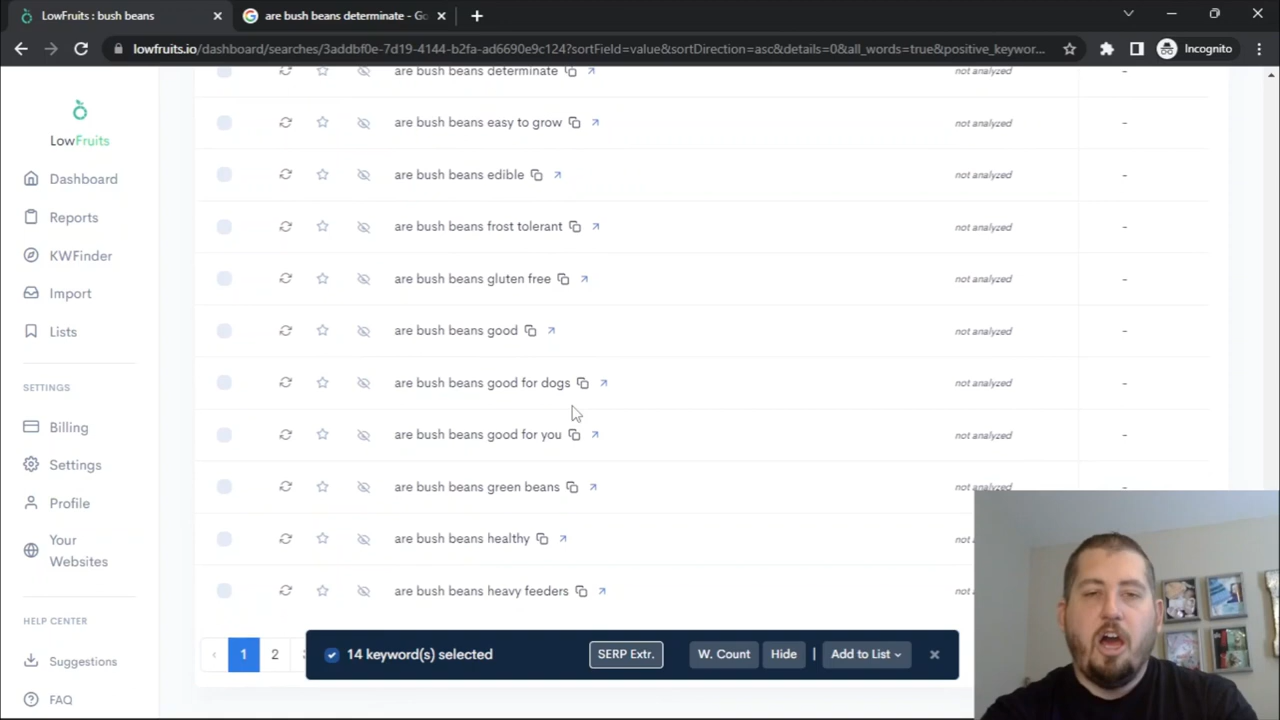 LowFruits : bush beans
are bush beans determinate - Go
Incognito
lowfruits.io/dashboard/searches/3addbf0e-7d19-4144-b2fa-ad6690e9c124?sortField=value&sortDirection=asc&details=0&all_words=true&positive_keywor...
LowFruits
Dashboard
Reports
KWFinder
Import
Lists
SETTINGS
Billing
Settings
Profile
Your
Websites
HELP CENTER
Suggestions
FAQ
are bush beans determinate not analyzed -
are bush beans easy to grow not analyzed -
are bush beans edible not analyzed -
are bush beans frost tolerant not analyzed -
are bush beans gluten free not analyzed -
are bush beans good not analyzed -
are bush beans good for dogs not analyzed -
are bush beans good for you not analyzed -
are bush beans green beans not analyzed
are bush beans healthy not
are bush beans heavy feeders not
1 2
14 keyword(s) selected SERP Extr. W. Count Hide | Add to List